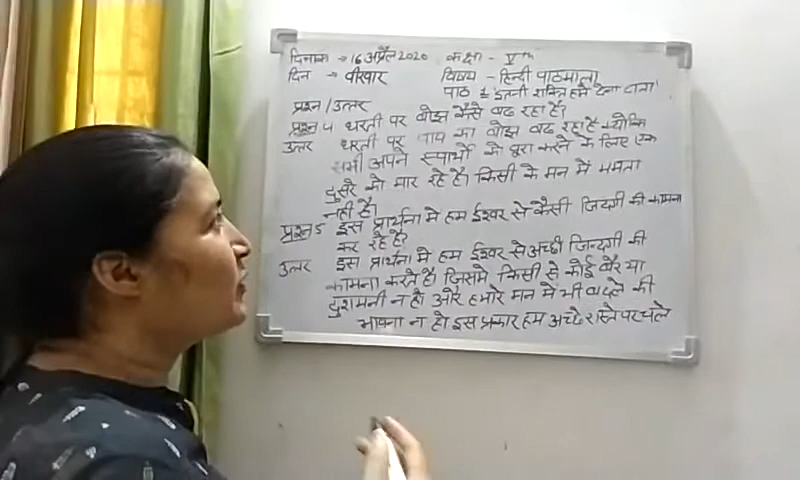 दिनांक → 16 अप्रैल 2020 कक्षा - Vth
दिन → वीरवार विषय - हिन्दी पाठमाला
पाठ ६ 'इतनी शक्ति हमें देना दाता'
प्रश्न/उत्तर
प्रश्न 4 धरती पर बोझ कैसे बढ़ रहा है।
उत्तर धरती पर पाप का बोझ बढ़ रहा है क्योंकि
सभी अपने स्वार्थो को पूरा करने के लिए एक
दुसरे को मार रहे है। किसी के मन में ममता
नही है।
प्रश्न 5 इस प्रार्थना मे हम ईश्वर से कैसी जिंदगी की कामना
कर रहे है?
उत्तर इस प्रार्थना मे हम ईश्वर से अच्छी जिन्दगी की
कामना करते है। जिसमे किसी से कोई वैर या
दुशमनी न हो और हमारे मन में भी बदले की
भावना न हो इस प्रकार हम अच्छे रास्ते पर चले